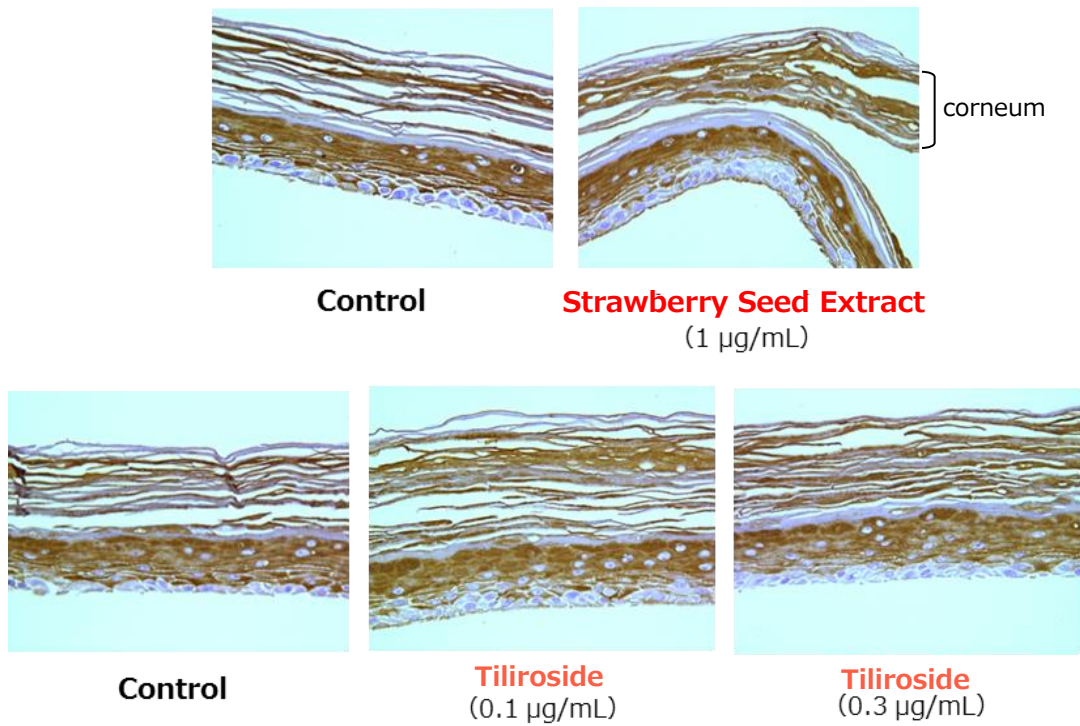 corneum
Control
Strawberry Seed Extract
（1 μg/mL）
Control
Tiliroside
（0.1 μg/mL）
Tiliroside
（0.3 μg/mL）